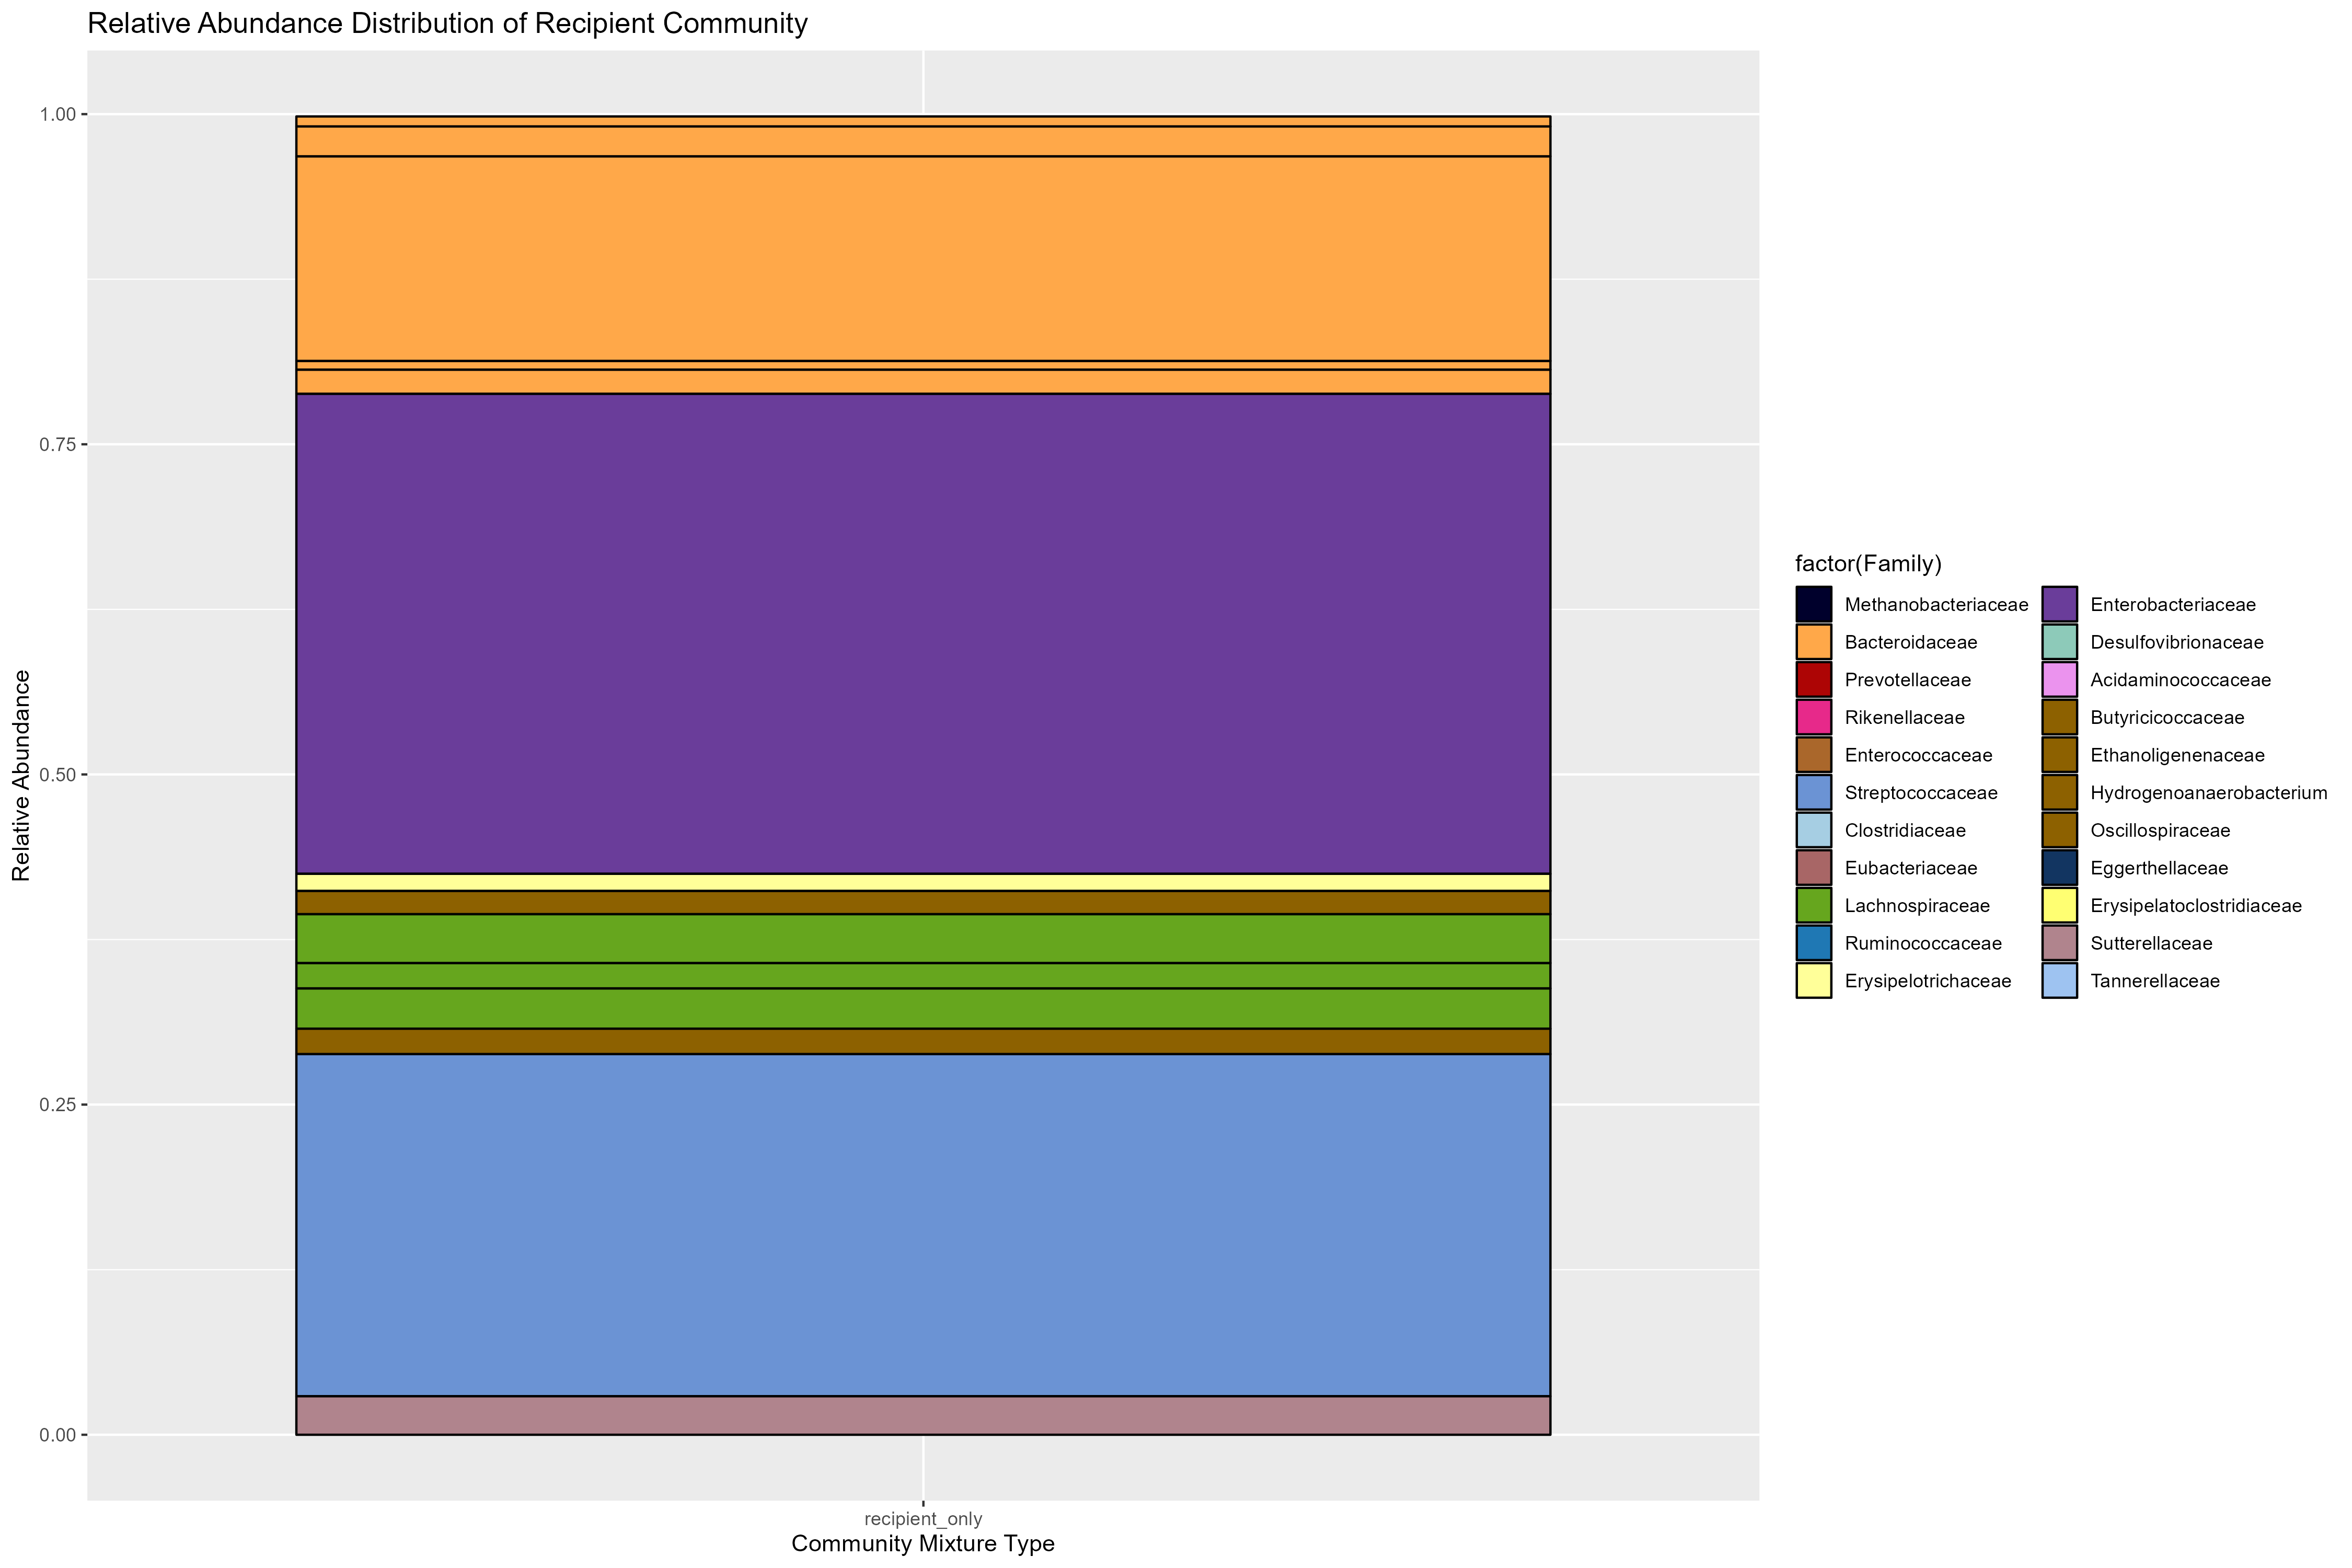 Relative Abundance Distribution of Recipient Community
1.00
0.75
0.50
0.25
0.00
Relative Abundance
recipient_only
Community Mixture Type
factor(Family)
Methanobacteriaceae
Bacteroidaceae
Prevotellaceae
Rikenellaceae
Enterococcaceae
Streptococcaceae
Clostridiaceae
Eubacteriaceae
Lachnospiraceae
Ruminococcaceae
Erysipelotrichaceae
Enterobacteriaceae
Desulfovibrionaceae
Acidaminococcaceae
Butyricicoccaceae
Ethanoligenenaceae
Hydrogenoanaerobacterium
Oscillospiraceae
Eggerthellaceae
Erysipelatoclostridiaceae
Sutterellaceae
Tannerellaceae